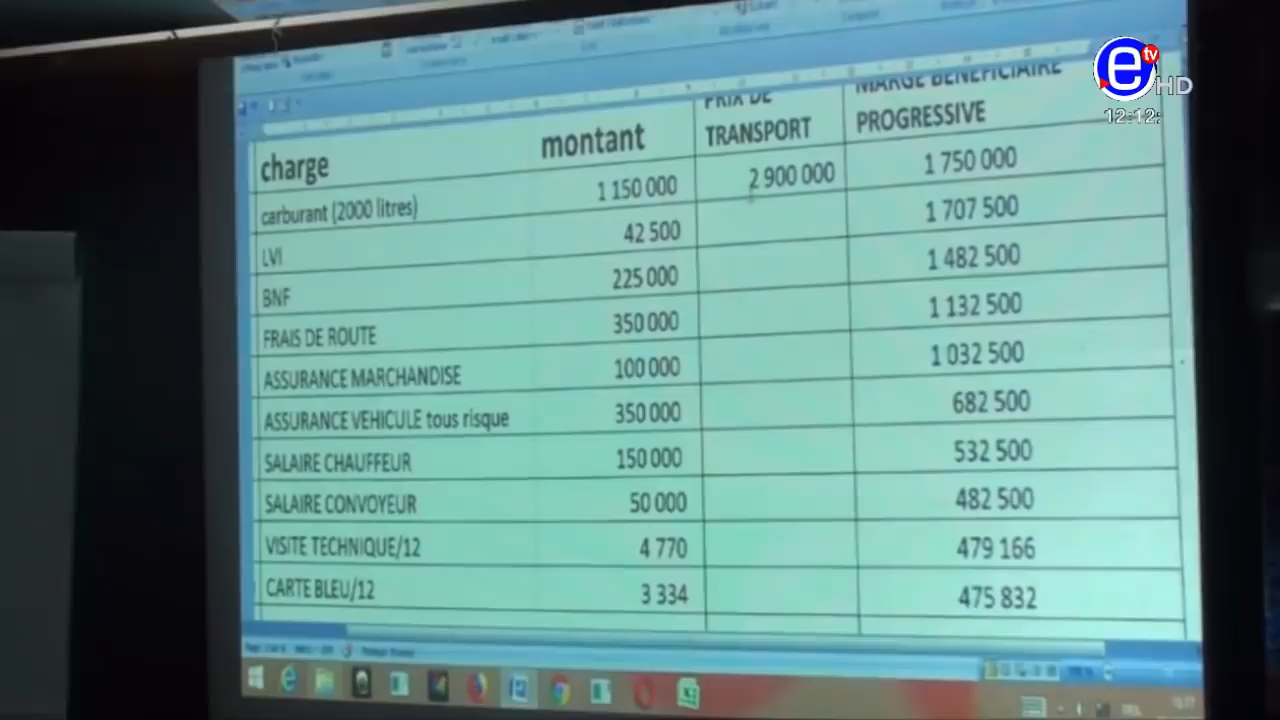 e tv HD
12:12
PRIX DE MARGE BENEFICIAIRE
charge montant TRANSPORT PROGRESSIVE
carburant (2000 litres) 1 150 000 2 900 000 1 750 000
LVI 42 500 1 707 500
BNF 225 000 1 482 500
FRAIS DE ROUTE 350 000 1 132 500
ASSURANCE MARCHANDISE 100 000 1 032 500
ASSURANCE VEHICULE tous risque 350 000 682 500
SALAIRE CHAUFFEUR 150 000 532 500
SALAIRE CONVOYEUR 50 000 482 500
VISITE TECHNIQUE/12 4 770 479 166
CARTE BLEU/12 3 334 475 832